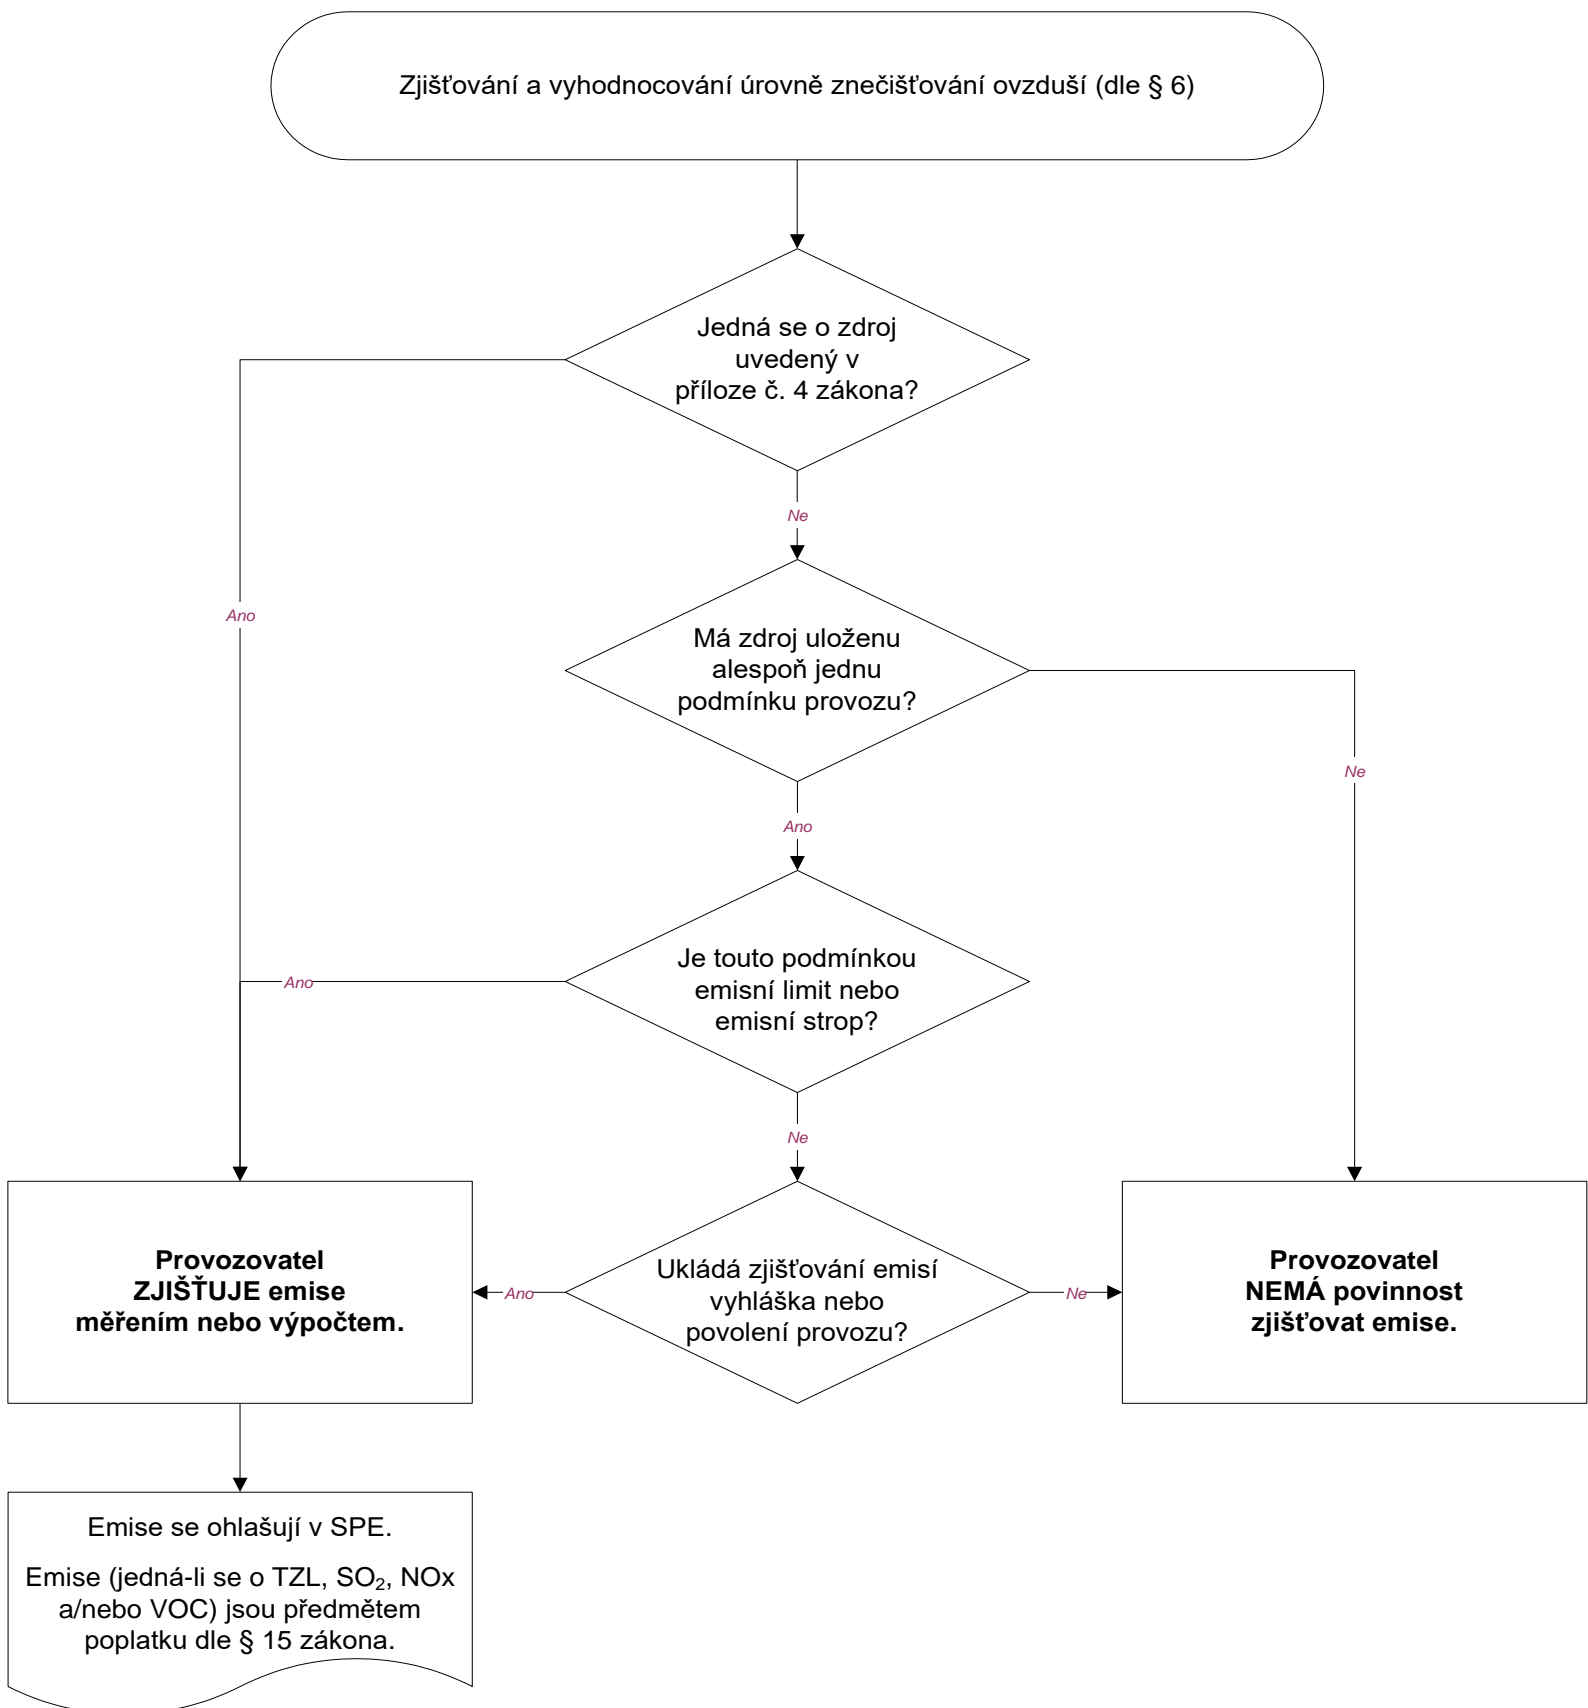 Zjišťování a vyhodnocování úrovně znečišťování ovzduší (dle § 6)
Jedná se o zdroj
uvedený v
příloze č. 4 zákona?
Ne
Ano
Má zdroj uloženu
alespoň jednu
podmínku provozu?
Ne
Ano
Je touto podmínkou
emisní limit nebo
emisní strop?
Ano
Ne
Provozovatel
ZJIŠŤUJE emise
měřením nebo výpočtem.
Ano
Ukládá zjišťování emisí
vyhláška nebo
povolení provozu?
Ne
Provozovatel
NEMÁ povinnost
zjišťovat emise.
Emise se ohlašují v SPE.
Emise (jedná-li se o TZL, SO₂, NOx
a/nebo VOC) jsou předmětem
poplatku dle § 15 zákona.